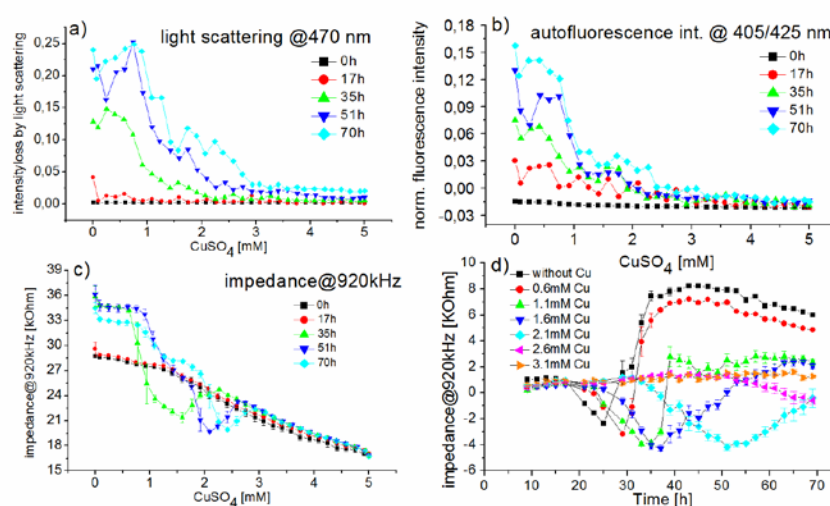 a)
light scattering @470 nm
0h
17h
35h
51h
70h
intensityloss by light scattering
0,25
0,20
0,15
0,10
0,05
0,00
0 1 2 3 4 5
CuSO4 [mM]
b)
autofluorescence int. @ 405/425 nm
0h
17h
35h
51h
70h
norm. fluorescence intensity
0,18
0,15
0,12
0,09
0,06
0,03
0,00
-0,03
0 1 2 3 4 5
CuSO4 [mM]
c)
impedance@920kHz
0h
17h
35h
51h
70h
impedance@920kHz [KOhm]
39
36
33
30
27
24
21
18
15
0 1 2 3 4 5
CuSO4 [mM]
d)
without Cu
0.6mM Cu
1.1mM Cu
1.6mM Cu
2.1mM Cu
2.6mM Cu
3.1mM Cu
impedance@920kHz [KOhm]
10
8
6
4
2
0
-2
-4
-6
0 10 20 30 40 50 60 70
Time [h]